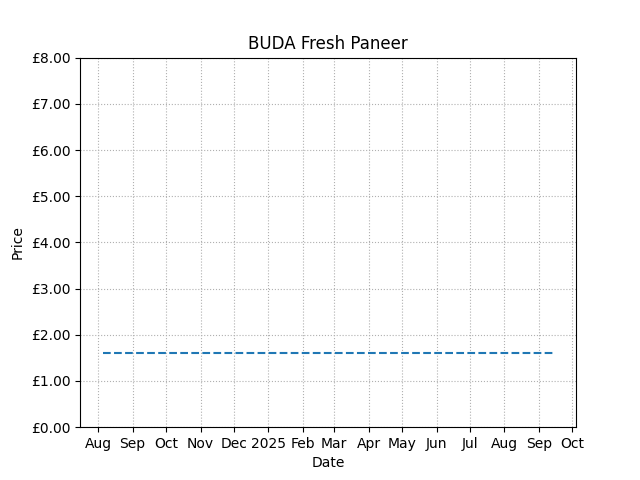 BUDA Fresh Paneer
£8.00
£7.00
£6.00
£5.00
£4.00
£3.00
£2.00
£1.00
£0.00
Price
Aug Sep Oct Nov Dec 2025 Feb Mar Apr May Jun Jul Aug Sep Oct
Date